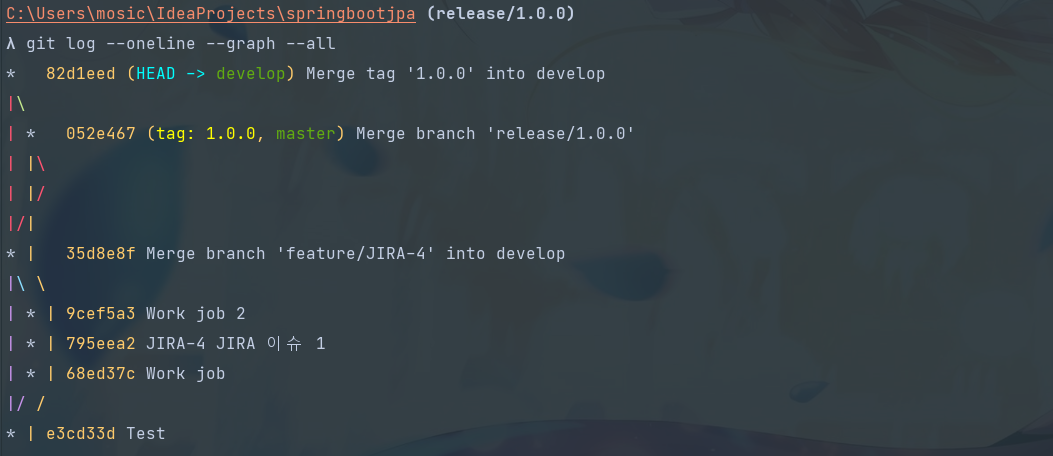 C:\Users\mosic\IdeaProjects\springbootjpa (release/1.0.0)
λ git log --oneline --graph --all
*   82d1eed (HEAD -> develop) Merge tag '1.0.0' into develop
|\
| *   052e467 (tag: 1.0.0, master) Merge branch 'release/1.0.0'
| |\
| |/
|/|
* |   35d8e8f Merge branch 'feature/JIRA-4' into develop
|\ \
| * | 9cef5a3 Work job 2
| * | 795eea2 JIRA-4 JIRA 이슈 1
| * | 68ed37c Work job
|/ /
* | e3cd33d Test